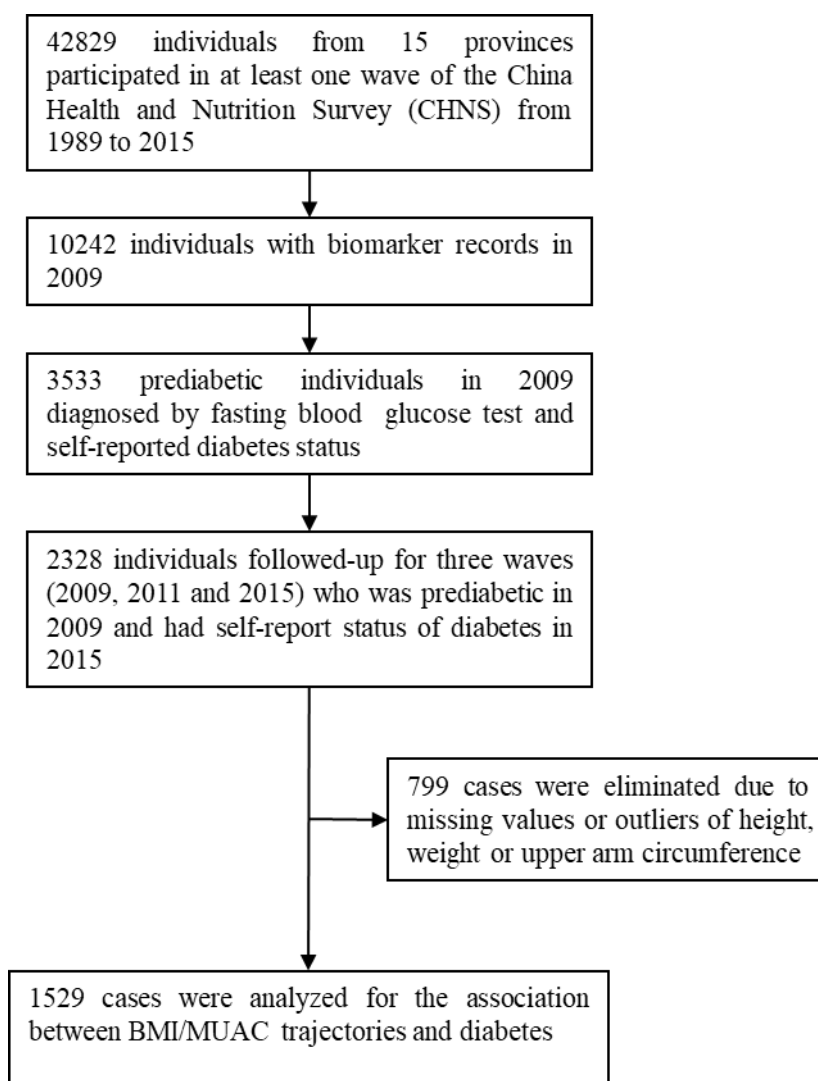 42829 individuals from 15 provinces
participated in at least one wave of the China
Health and Nutrition Survey (CHNS) from
1989 to 2015
10242 individuals with biomarker records in
2009
3533 prediabetic individuals in 2009
diagnosed by fasting blood glucose test and
self-reported diabetes status
2328 individuals followed-up for three waves
(2009, 2011 and 2015) who was prediabetic in
2009 and had self-report status of diabetes in
2015
799 cases were eliminated due to
missing values or outliers of height,
weight or upper arm circumference
1529 cases were analyzed for the association
between BMI/MUAC trajectories and diabetes